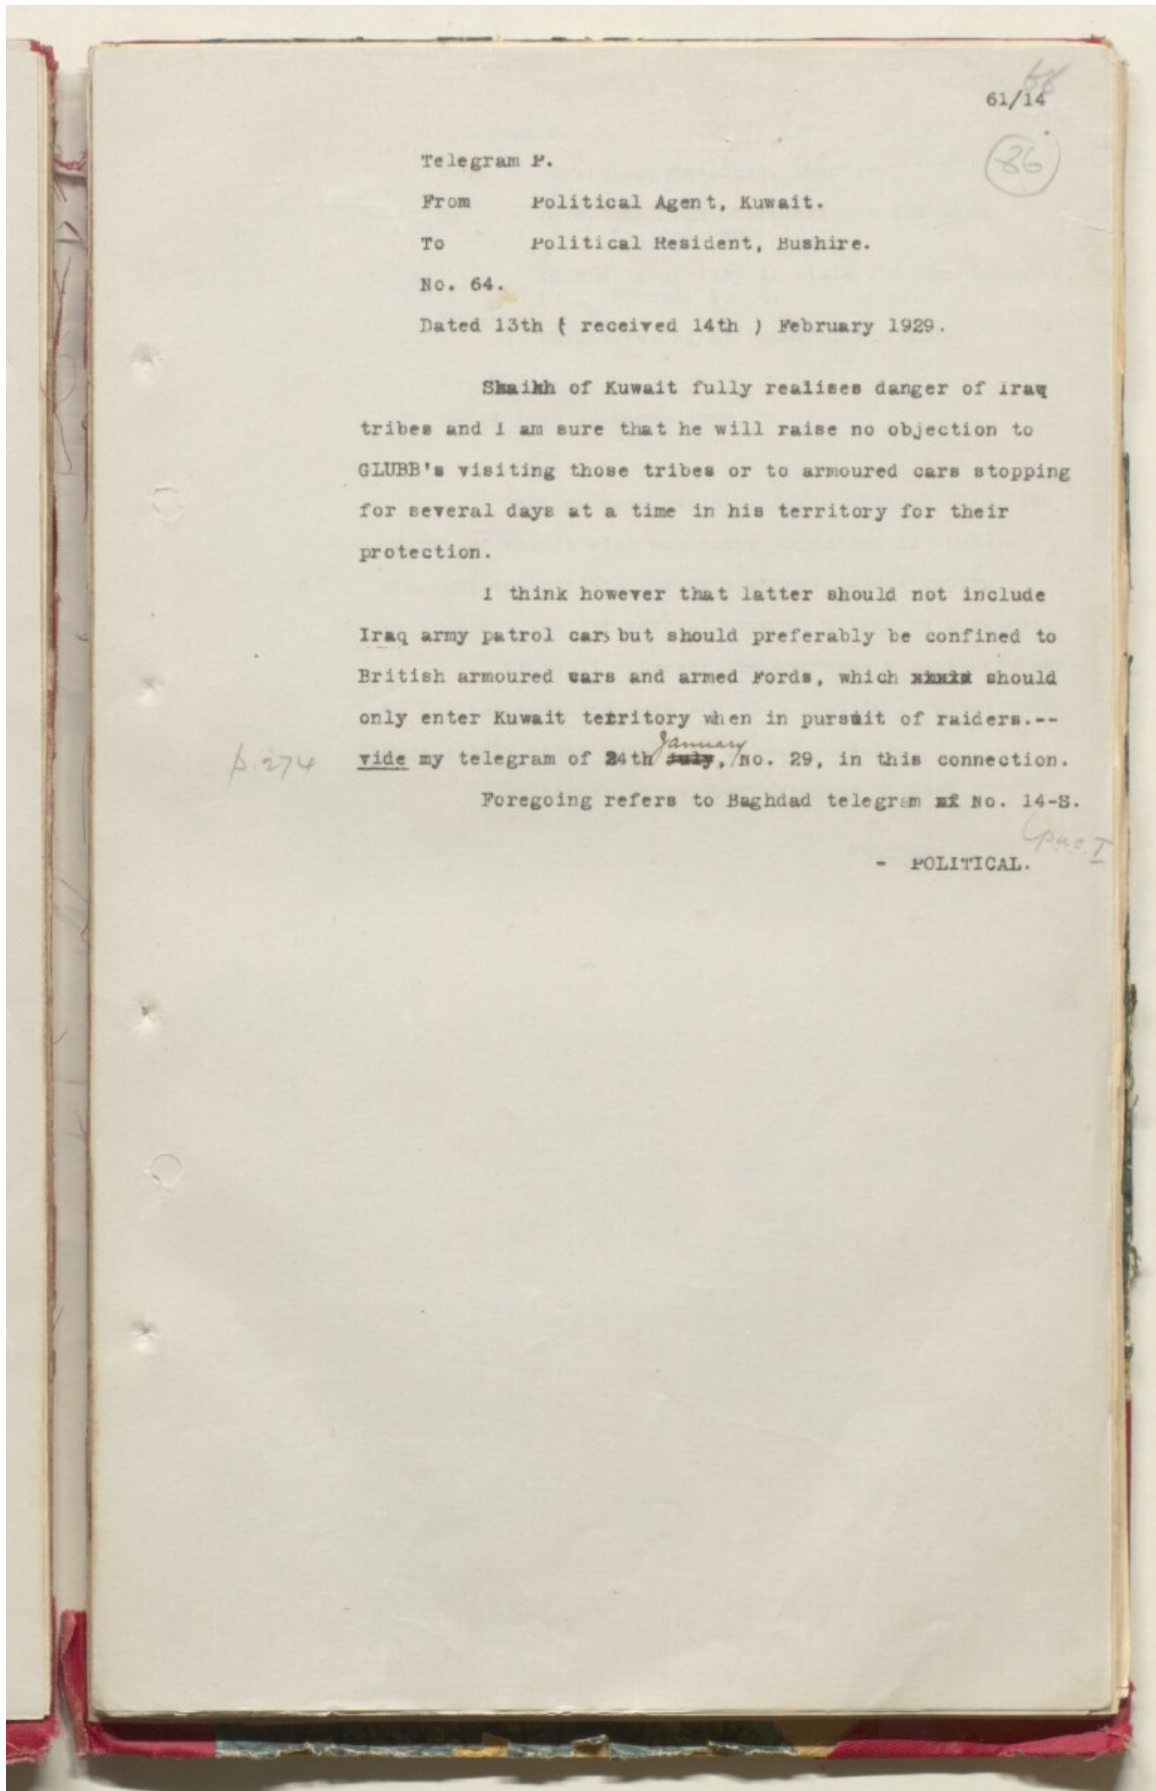 61/14
86
Telegram P.
From Political Agent, Kuwait.
To Political Resident, Bushire.
No. 64.
Dated 13th ( received 14th ) February 1929.
Shaikh of Kuwait fully realises danger of Iraq
tribes and I am sure that he will raise no objection to
GLUBB's visiting those tribes or to armoured cars stopping
for several days at a time in his territory for their
protection.
I think however that latter should not include
Iraq army patrol cars but should preferably be confined to
British armoured cars and armed Fords, which should
only enter Kuwait territory when in pursuit of raiders.--
January
p.274 vide my telegram of 24th July, No. 29, in this connection.
Foregoing refers to Baghdad telegram No. 14-S.
- POLITICAL.